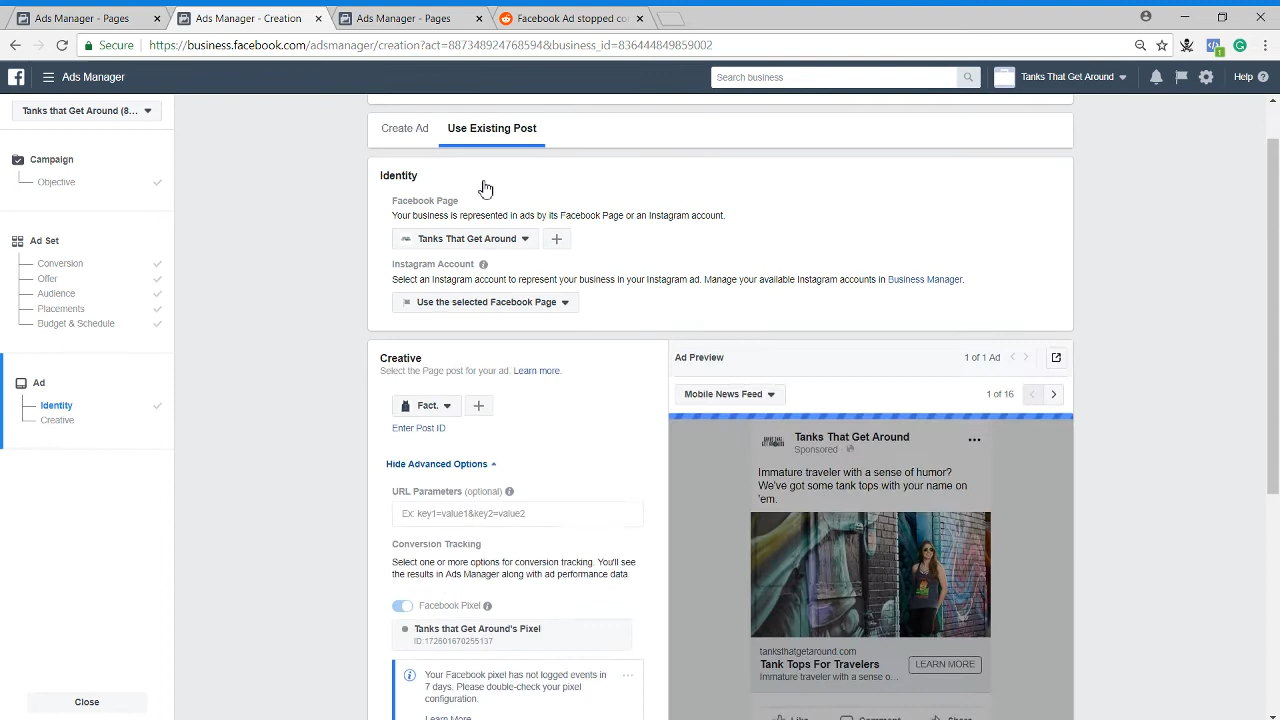 Ads Manager - Pages
Ads Manager - Creation
Ads Manager - Pages
Facebook Ad stopped co
Secure
https://business.facebook.com/adsmanager/creation?act=887348924768594&business_id=836444849859002
Ads Manager
Search business
Tanks That Get Around
Help
Tanks that Get Around (8...
Campaign
Objective
Ad Set
Conversion
Offer
Audience
Placements
Budget & Schedule
Ad
Identity
Creative
Close
Create Ad
Use Existing Post
Identity
Facebook Page
Your business is represented in ads by its Facebook Page or an Instagram account.
Tanks That Get Around
Instagram Account
Select an Instagram account to represent your business in your Instagram ad. Manage your available Instagram accounts in Business Manager.
Use the selected Facebook Page
Creative
Select the Page post for your ad. Learn more.
Fact.
Enter Post ID
Hide Advanced Options
URL Parameters (optional)
Ex: key1=value1&key2=value2
Conversion Tracking
Select one or more options for conversion tracking. You'll see
the results in Ads Manager along with ad performance data.
Facebook Pixel
Tanks that Get Around's Pixel
ID:172601670255137
Your Facebook pixel has not logged events in
7 days. Please double-check your pixel
configuration.
Learn More
Ad Preview
1 of 1 Ad
Mobile News Feed
1 of 16
Tanks That Get Around
Sponsored
Immature traveler with a sense of humor?
We've got some tank tops with your name on
'em.
tanksthatgetaround.com
Tank Tops For Travelers
Immature traveler with a sense o...
LEARN MORE
Like
Comment
Share